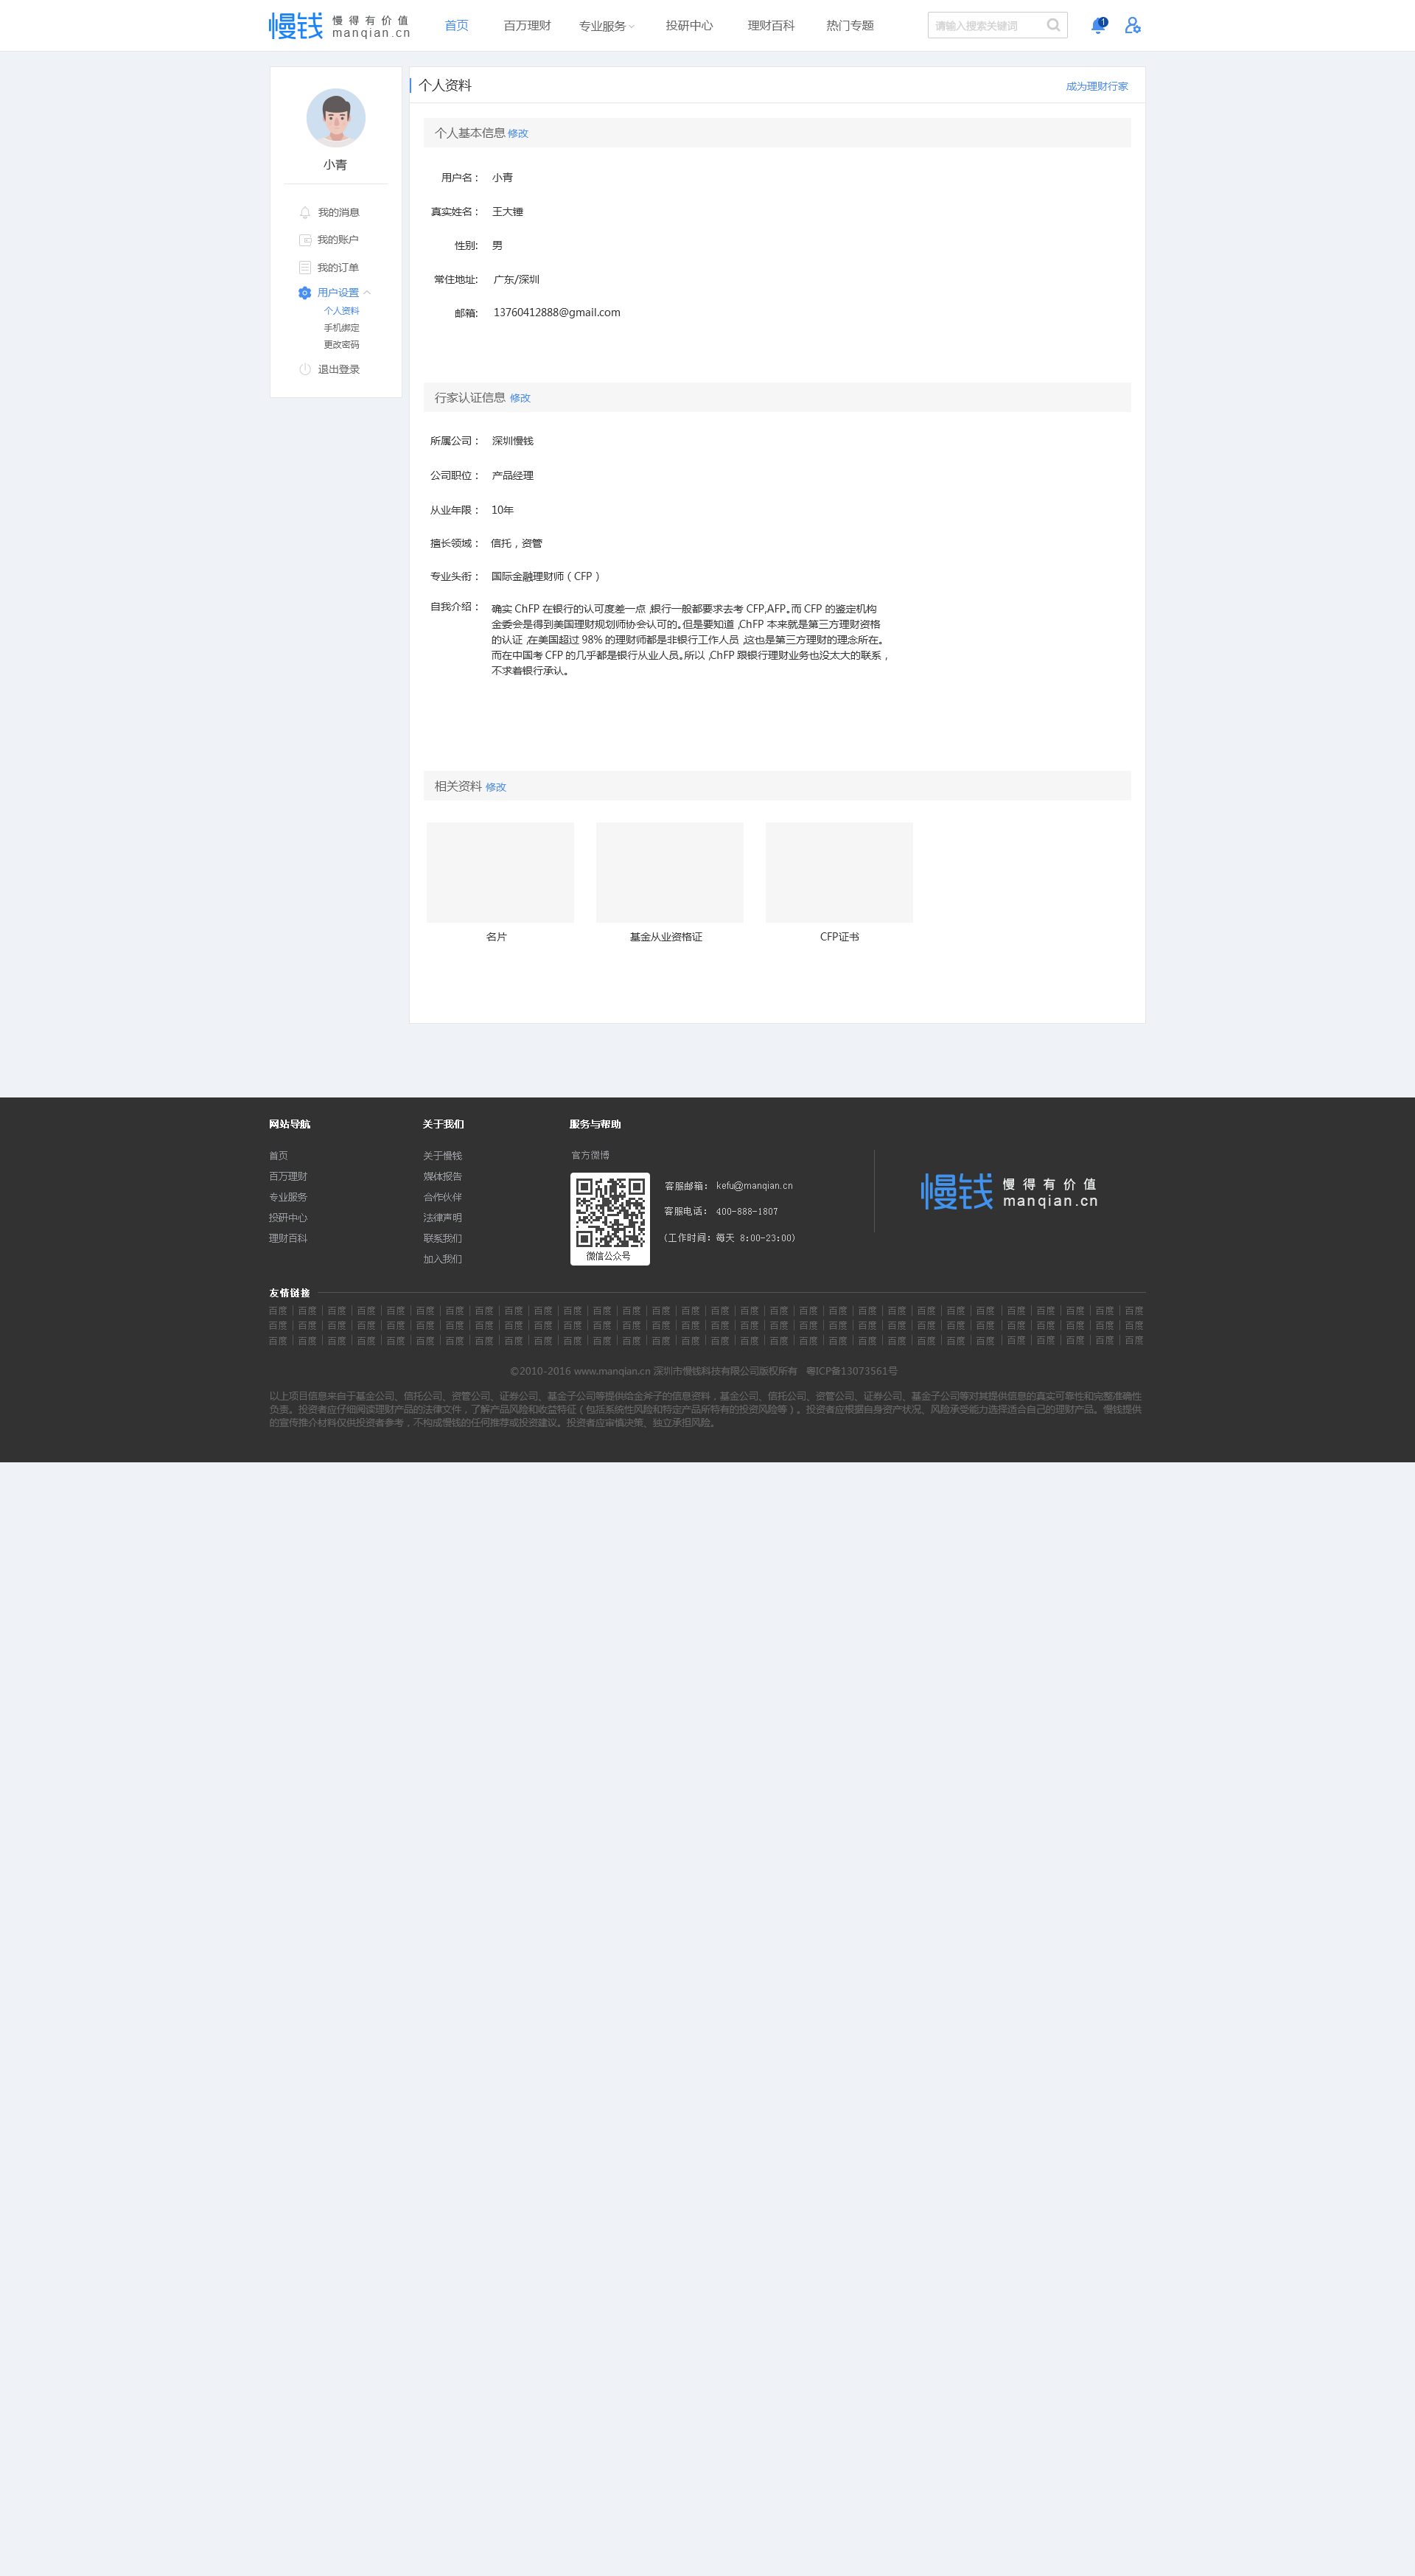 慢钱 慢得有价值
manqian.cn
首页 百万理财 专业服务 投研中心 理财百科 热门专题
请输入搜索关键词
1
小青
我的消息
我的账户
我的订单
用户设置
个人资料
手机绑定
更改密码
退出登录
个人资料 成为理财行家
个人基本信息 修改
用户名： 小青
真实姓名： 王大锤
性别: 男
常住地址: 广东/深圳
邮箱: 13760412888@gmail.com
行家认证信息 修改
所属公司： 深圳慢钱
公司职位： 产品经理
从业年限： 10年
擅长领域： 信托，资管
专业头衔： 国际金融理财师（CFP）
自我介绍： 确实 ChFP 在银行的认可度差一点，银行一般都要求去考 CFP,AFP。而 CFP 的鉴定机构
金委会是得到美国理财规划师协会认可的。但是要知道，ChFP 本来就是第三方理财资格
的认证，在美国超过 98% 的理财师都是非银行工作人员，这也是第三方理财的理念所在。
而在中国考 CFP 的几乎都是银行从业人员。所以，ChFP 跟银行理财业务也没太大的联系，
不求着银行承认。
相关资料 修改
名片 基金从业资格证 CFP证书
网站导航
首页
百万理财
专业服务
投研中心
理财百科
关于我们
关于慢钱
媒体报告
合作伙伴
法律声明
联系我们
加入我们
服务与帮助
官方微博
微信公众号
客服邮箱： kefu@manqian.cn
客服电话： 400-888-1807
(工作时间：每天 8:00-23:00)
慢钱 慢得有价值
manqian.cn
友情链接
百度 | 百度 | 百度 | 百度 | 百度 | 百度 | 百度 | 百度 | 百度 | 百度 | 百度 | 百度 | 百度 | 百度 | 百度 | 百度 | 百度 | 百度 | 百度 | 百度 | 百度 | 百度 | 百度 | 百度 | 百度 | 百度 | 百度 | 百度 | 百度 | 百度
百度 | 百度 | 百度 | 百度 | 百度 | 百度 | 百度 | 百度 | 百度 | 百度 | 百度 | 百度 | 百度 | 百度 | 百度 | 百度 | 百度 | 百度 | 百度 | 百度 | 百度 | 百度 | 百度 | 百度 | 百度 | 百度 | 百度 | 百度 | 百度 | 百度
百度 | 百度 | 百度 | 百度 | 百度 | 百度 | 百度 | 百度 | 百度 | 百度 | 百度 | 百度 | 百度 | 百度 | 百度 | 百度 | 百度 | 百度 | 百度 | 百度 | 百度 | 百度 | 百度 | 百度 | 百度 | 百度 | 百度 | 百度 | 百度 | 百度
©2010-2016 www.manqian.cn 深圳市慢钱科技有限公司版权所有 粤ICP备13073561号
以上项目信息来自于基金公司、信托公司、资管公司、证券公司、基金子公司等提供给金斧子的信息资料，基金公司、信托公司、资管公司、证券公司、基金子公司等对其提供信息的真实可靠性和完整准确性
负责。投资者应仔细阅读理财产品的法律文件，了解产品风险和收益特征（包括系统性风险和特定产品所特有的投资风险等）。投资者应根据自身资产状况、风险承受能力选择适合自己的理财产品。慢钱提供
的宣传推介材料仅供投资者参考，不构成慢钱的任何推荐或投资建议。投资者应审慎决策、独立承担风险。